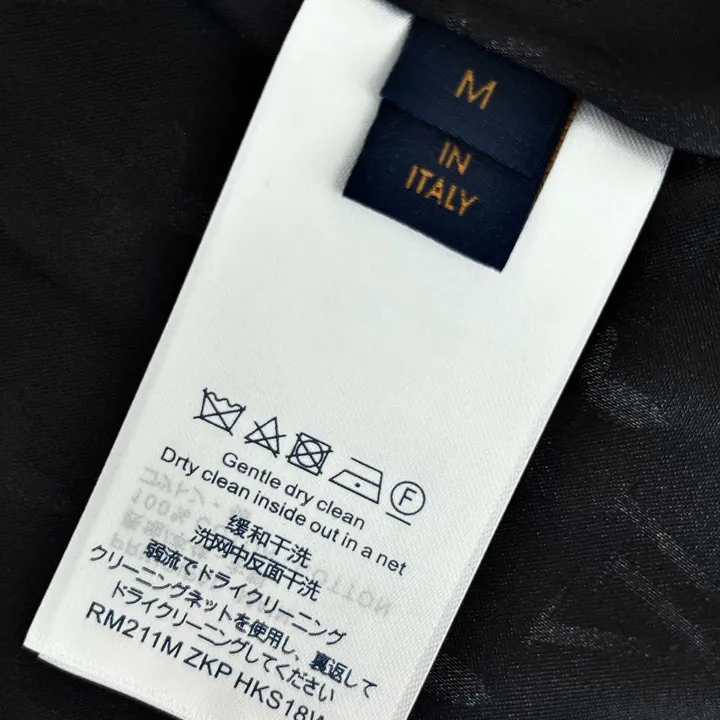 M
IN
ITALY
F
Gentle dry clean
Drty clean inside out in a net
缓和干洗
洗网中反面干洗
弱流でドライクリーニング
クリーニングネットを使用し、裏返して
ドライクリーニングしてください
RM211M ZKP HKS18W